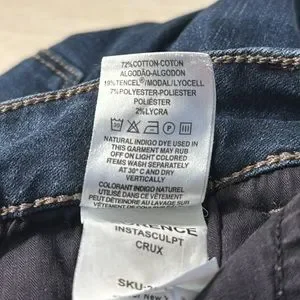 72%COTTON-COTON
ALGODÃO-ALGODON
19%TENCEL®/MODAL/LYOCELL
7%POLYESTER-POLIESTER
POLIÉSTER
2%LYCRA
NATURAL INDIGO DYE USED IN
THIS GARMENT MAY RUB
OFF ON LIGHT COLORED
ITEMS WASH SEPARATELY
AT 30° C AND DRY
VERTICALLY
COLORANT INDIGO NATUREL
UTILISÉ DANS CE VÊTEMENT
PEUT DÉTEINDRE AU LAVAGE SUR
INSTASCULPT
CRUX
SKU-